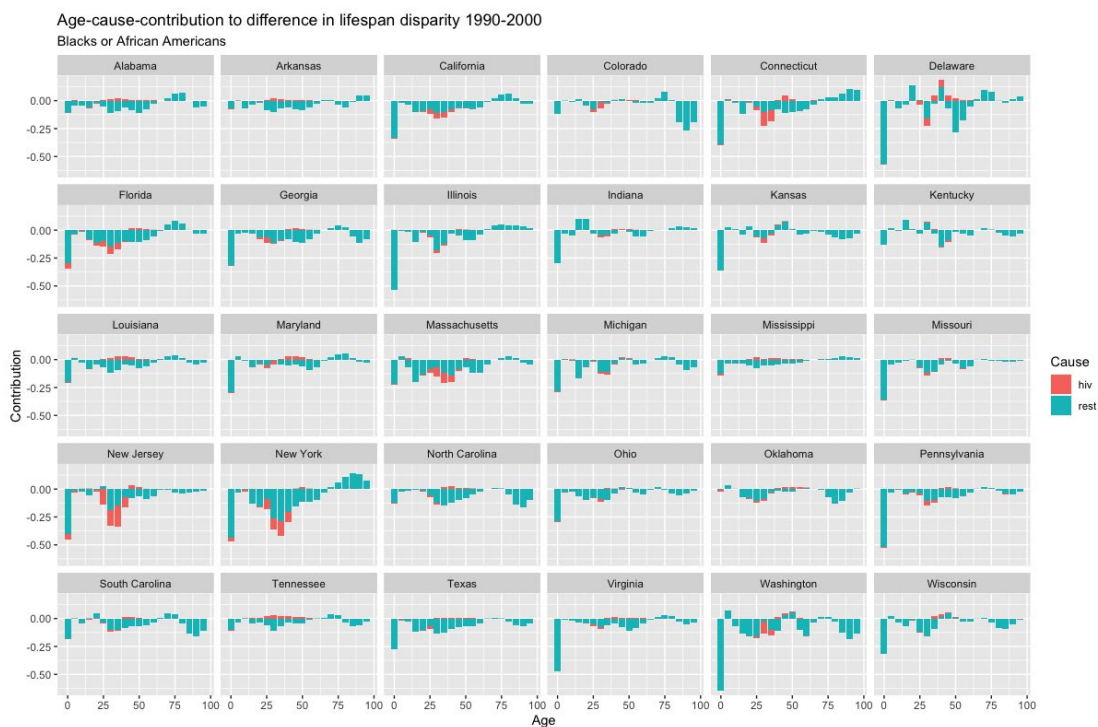 Age-cause-contribution to difference in lifespan disparity 1990-2000
Blacks or African Americans
Alabama
Arkansas
California
Colorado
Connecticut
Delaware
0.00
-0.25
-0.50
Florida
Georgia
Illinois
Indiana
Kansas
Kentucky
0.00
-0.25
-0.50
Louisiana
Maryland
Massachusetts
Michigan
Mississippi
Missouri
0.00
-0.25
-0.50
Contribution
Cause
hiv
rest
New Jersey
New York
North Carolina
Ohio
Oklahoma
Pennsylvania
0.00
-0.25
-0.50
South Carolina
Tennessee
Texas
Virginia
Washington
Wisconsin
0.00
-0.25
-0.50
0 25 50 75 100
0 25 50 75 100
0 25 50 75 100
0 25 50 75 100
0 25 50 75 100
0 25 50 75 100
Age